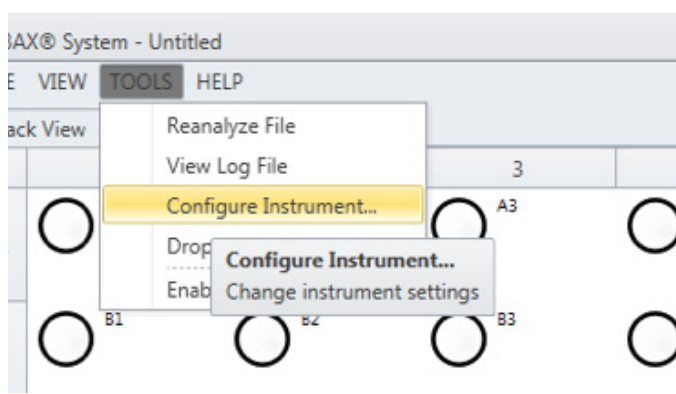 BAX® System - Untitled
E VIEW TOOLS HELP
ack View
Reanalyze File
View Log File
3
Configure Instrument...
A3
Drop
Configure Instrument...
Enab
Change instrument settings
B1
B2
B3